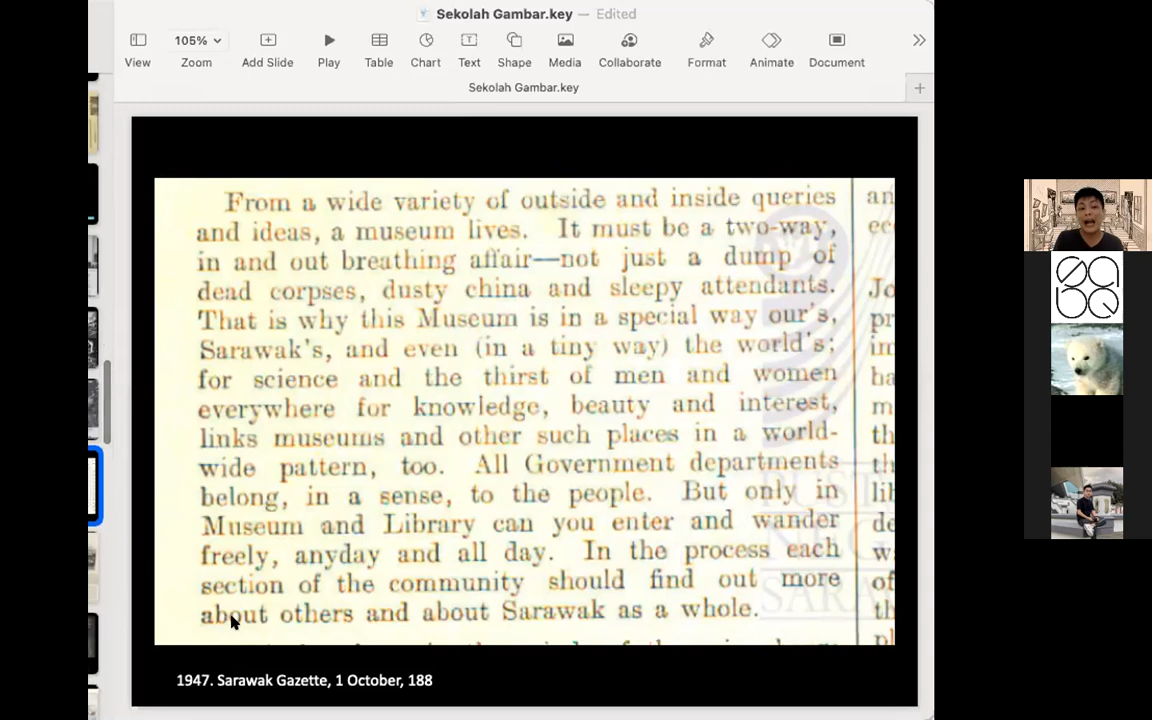 Sekolah Gambar.key — Edited
105%
View Zoom Add Slide Play Table Chart Text Shape Media Collaborate Format Animate Document
Sekolah Gambar.key
From a wide variety of outside and inside queries
and ideas, a museum lives. It must be a two-way,
in and out breathing affair—not just a dump of
dead corpses, dusty china and sleepy attendants.
That is why this Museum is in a special way our's,
Sarawak's, and even (in a tiny way) the world's;
for science and the thirst of men and women
everywhere for knowledge, beauty and interest,
links museums and other such places in a world-
wide pattern, too. All Government departments
belong, in a sense, to the people. But only in
Museum and Library can you enter and wander
freely, anyday and all day. In the process each
section of the community should find out more
about others and about Sarawak as a whole.
1947. Sarawak Gazette, 1 October, 188